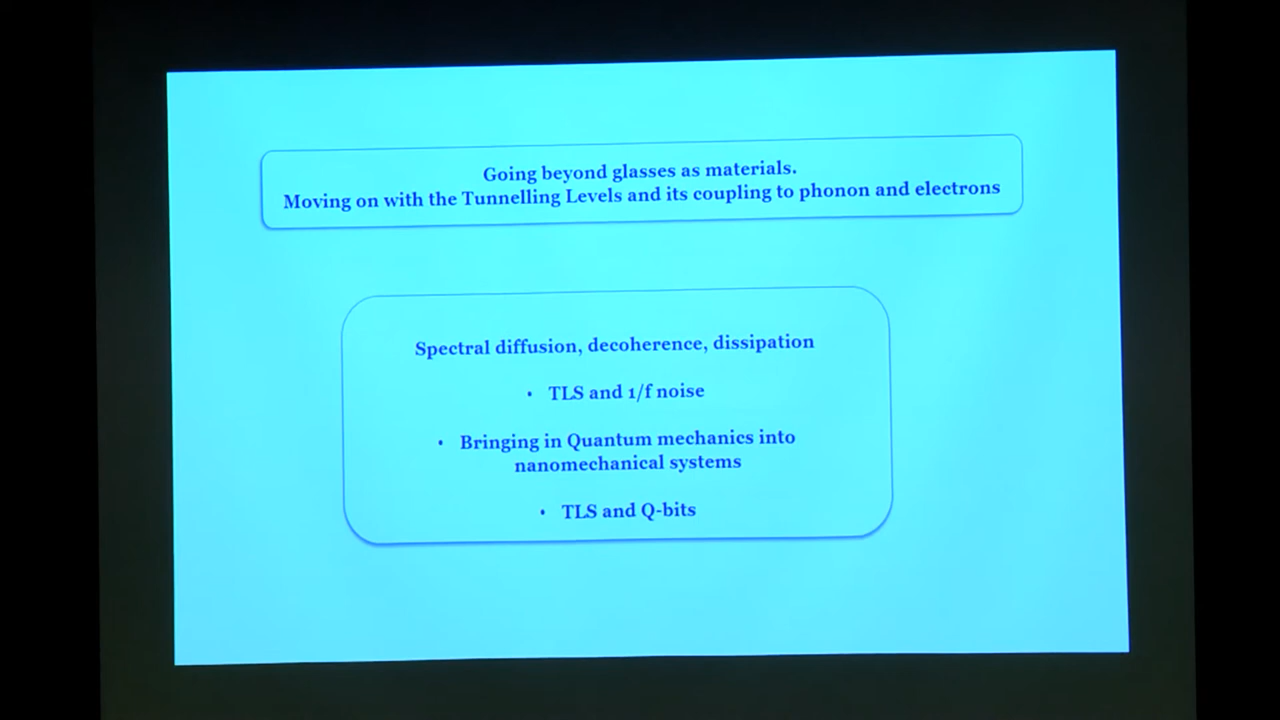 Going beyond glasses as materials.
Moving on with the Tunnelling Levels and its coupling to phonon and electrons
Spectral diffusion, decoherence, dissipation
• TLS and 1/f noise
• Bringing in Quantum mechanics into
nanomechanical systems
• TLS and Q-bits